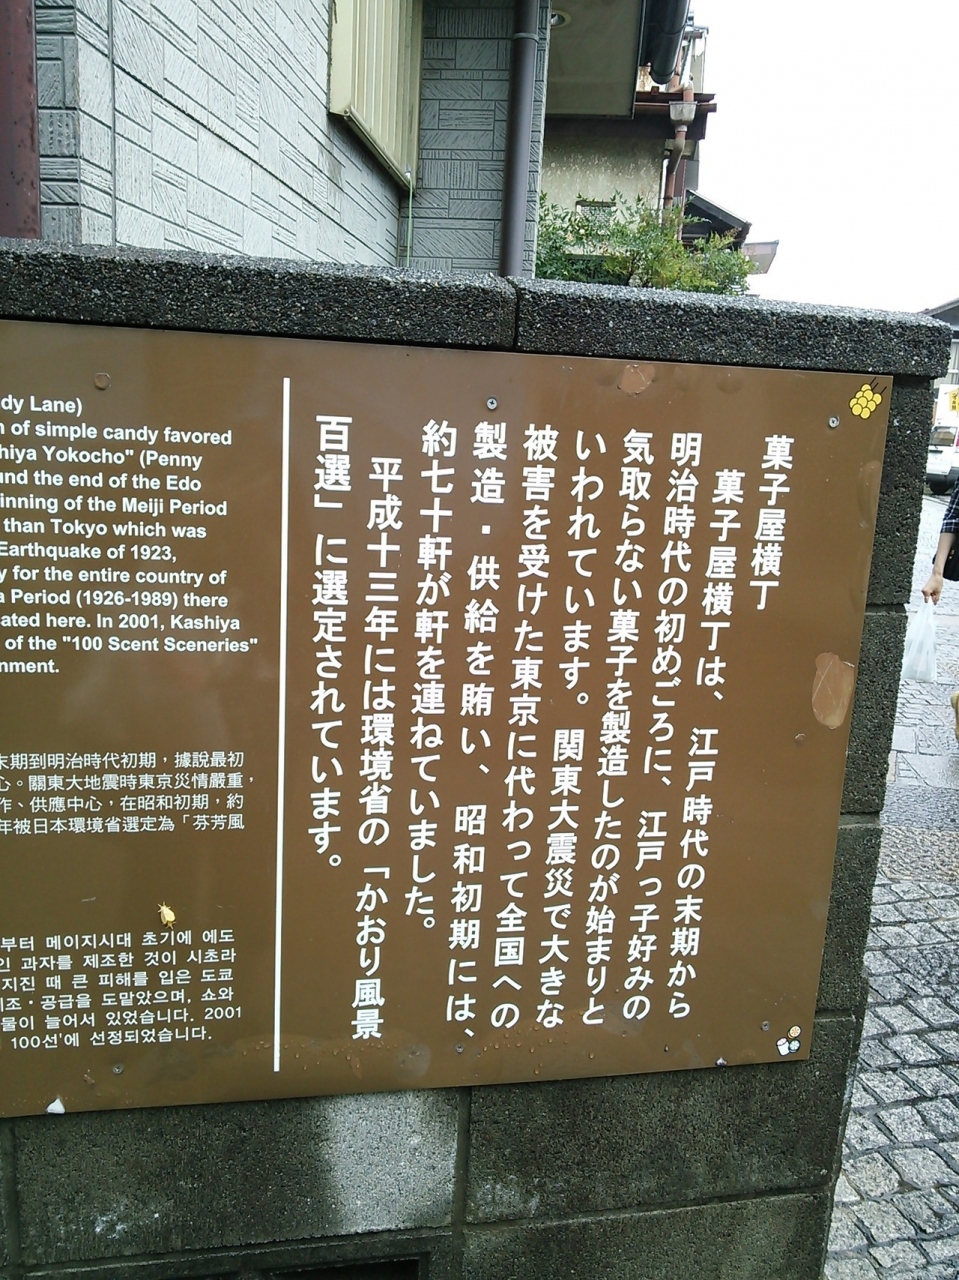 菓子屋横丁
菓子屋横丁は、江戸時代の末期から
明治時代の初めごろに、江戸っ子好みの
気取らない菓子を製造したのが始まりと
いわれています。関東大震災で大きな
被害を受けた東京に代わって全国への
製造・供給を賄い、昭和初期には、
約七十軒が軒を連ねていました。
平成十三年には環境省の「かおり風景
百選」に選定されています。
dy Lane)
n of simple candy favored
hiya Yokocho" (Penny
und the end of the Edo
inning of the Meiji Period
than Tokyo which was
Earthquake of 1923,
y for the entire country of
a Period (1926-1989) there
ated here. In 2001, Kashiya
of the "100 Scent Sceneries"
nment.
末期到明治時代初期，據說最初
心。關東大地震時東京災情嚴重，
作、供應中心，在昭和初期，約
年被日本環境省選定為「芬芳風
부터 메이지시대 초기에 에도
인 과자를 제조한 것이 시초라
지진 때 큰 피해를 입은 도쿄
제조・공급을 도맡았으며, 쇼와
물이 늘어서 있었습니다. 2001
100선'에 선정되었습니다.